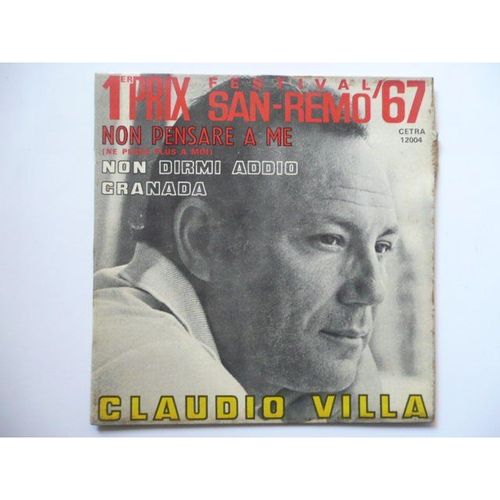 1ER PRIX FESTIVAL SAN-REMO '67
NON PENSARE A ME
(NE PENSE PLUS A MOI)
CETRA
12004
NON DIRMI ADDIO
GRANADA
CLAUDIO VILLA